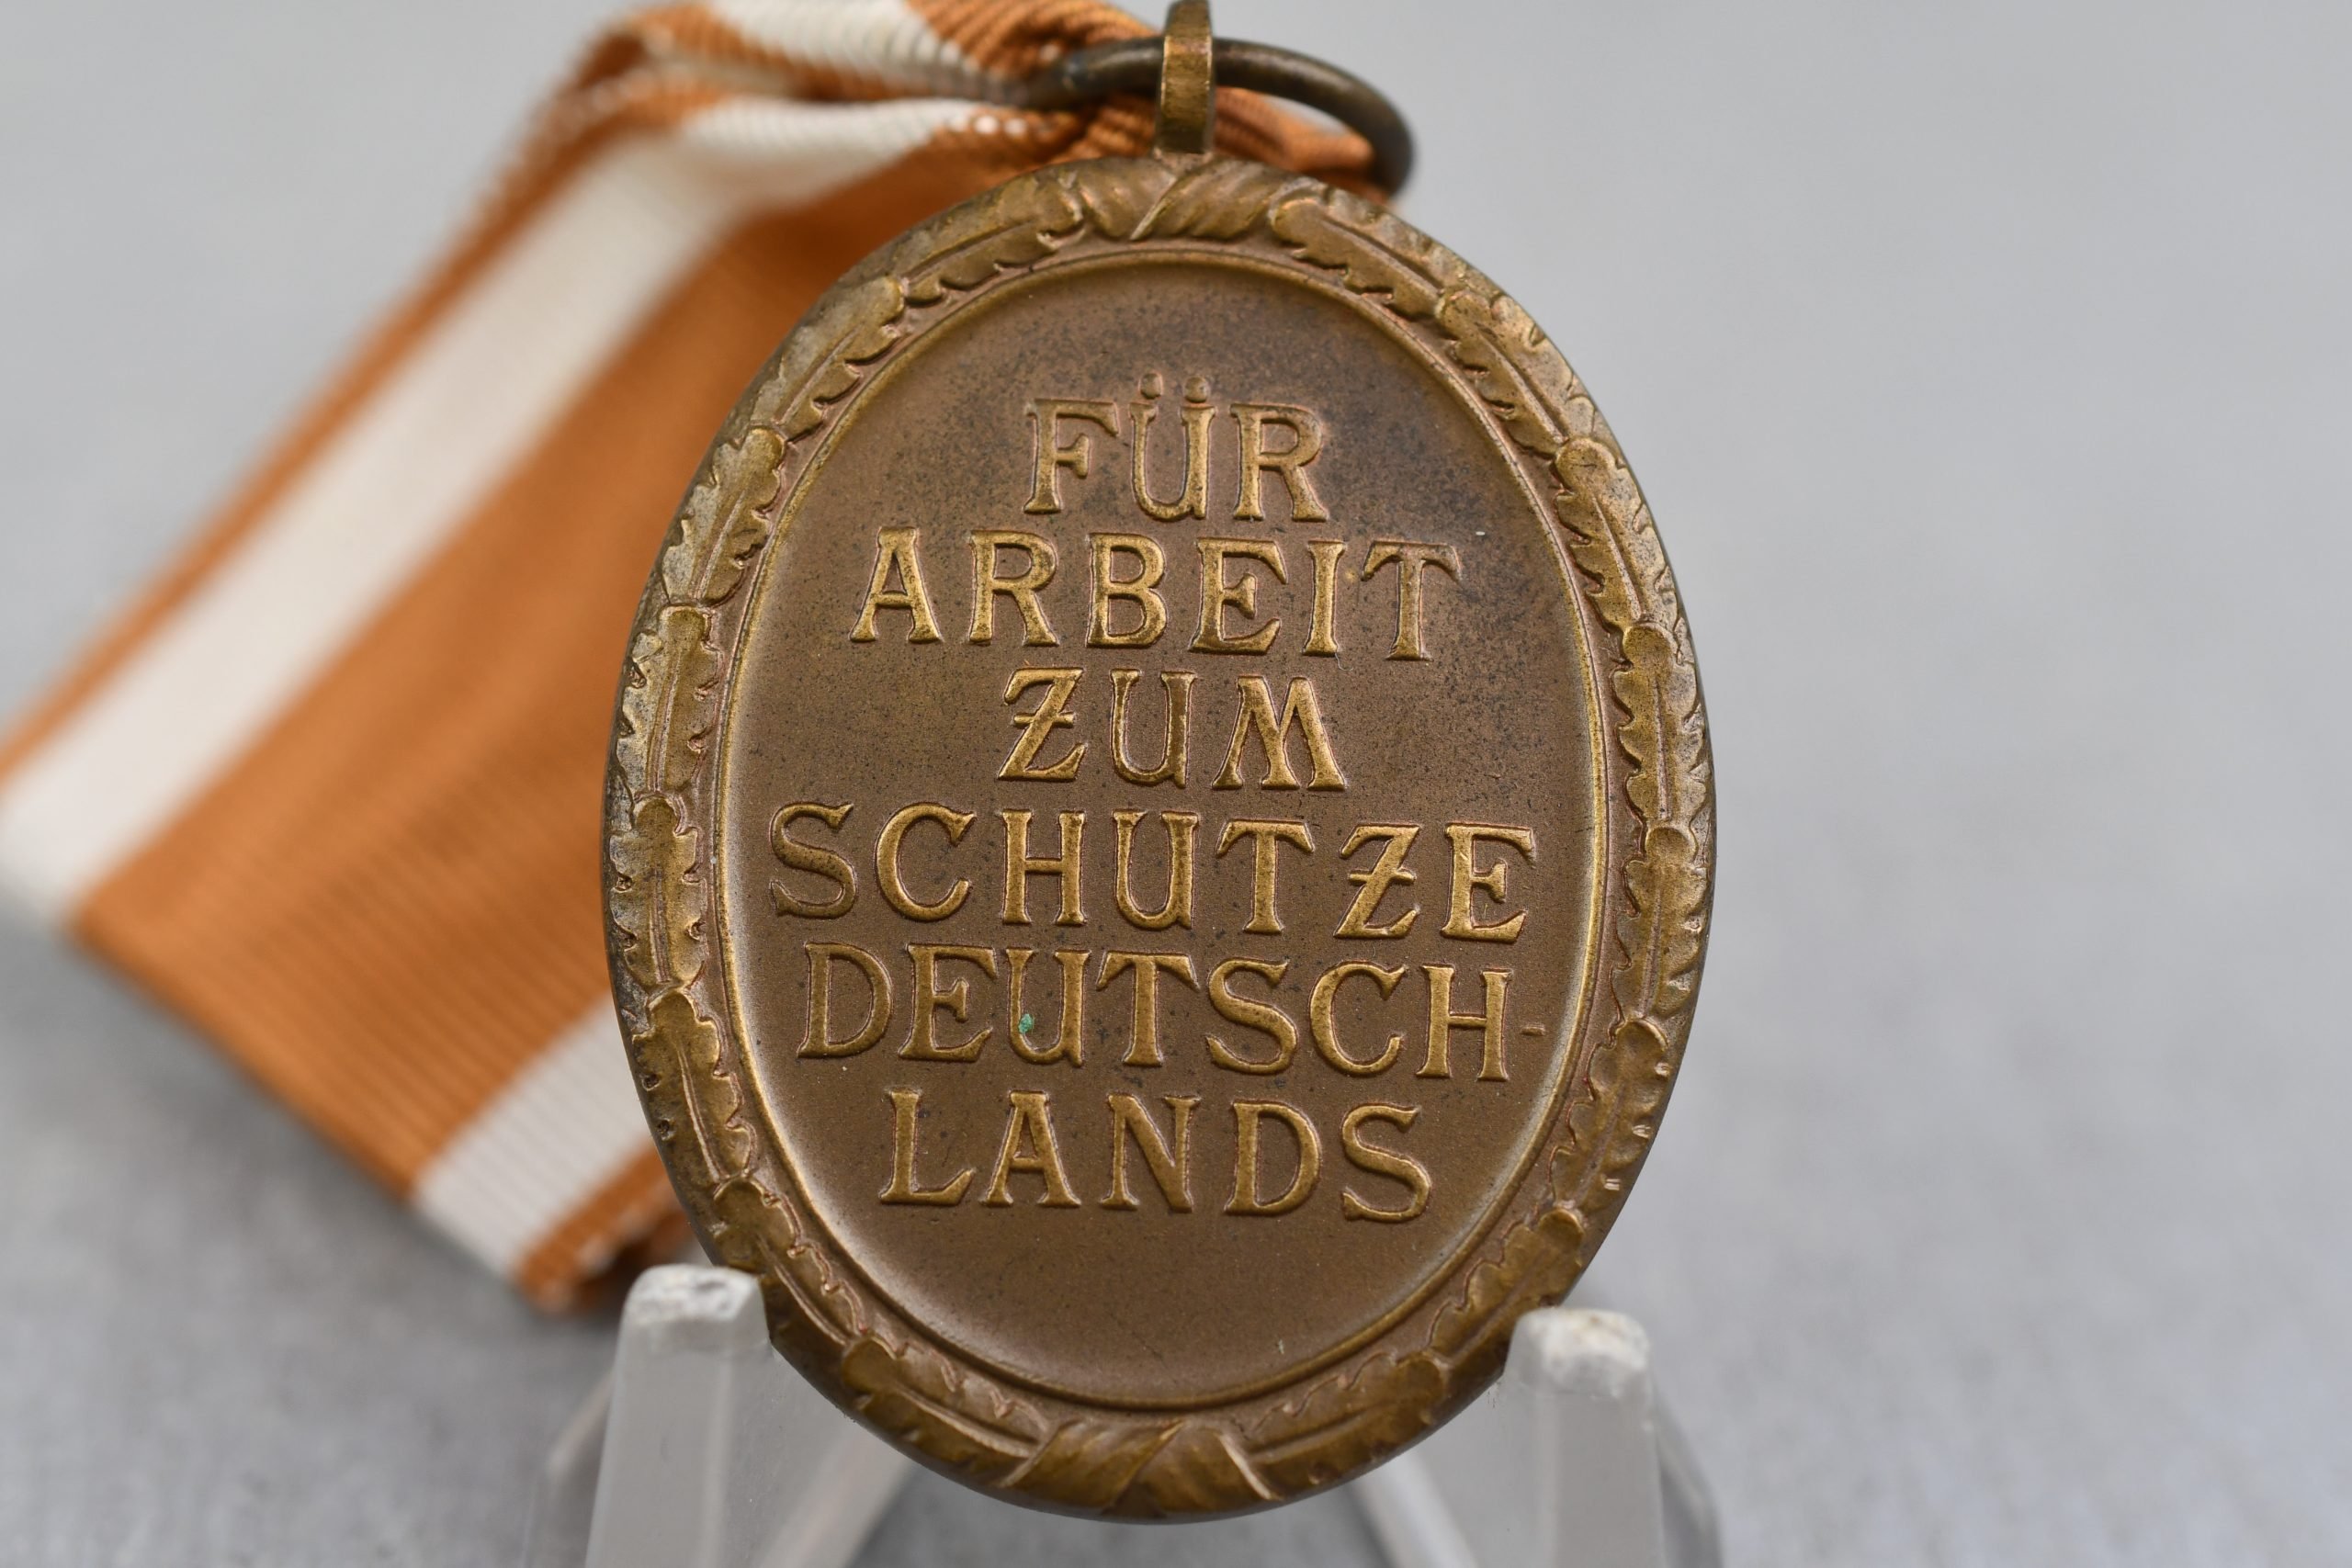 FÜR
ARBEIT
ZUM
SCHUTZE
DEUTSCH-
LANDS